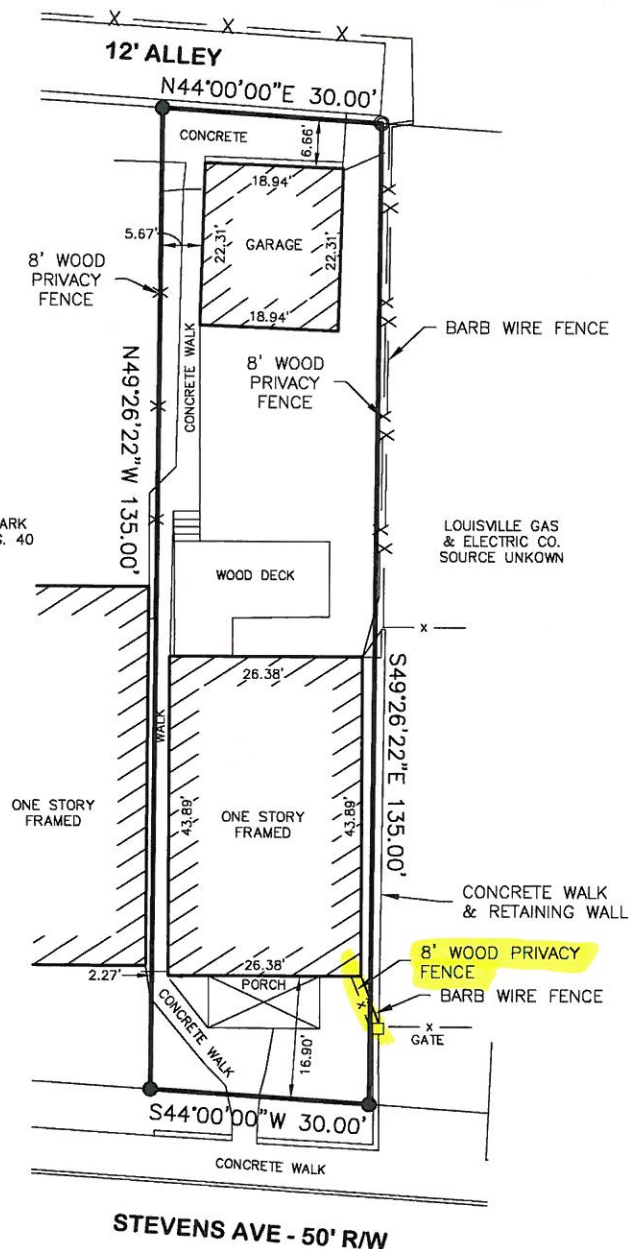 12' ALLEY
N44°00'00"E 30.00'
CONCRETE
6.66'
18.94'
5.67'
22.31'
GARAGE
22.31'
8' WOOD
PRIVACY
FENCE
18.94'
BARB WIRE FENCE
CONCRETE WALK
8' WOOD
PRIVACY
FENCE
N49°26'22"W 135.00'
ARK
. 40
LOUISVILLE GAS
& ELECTRIC CO.
SOURCE UNKOWN
WOOD DECK
X
26.38'
S49°26'22"E 135.00'
WALK
ONE STORY
FRAMED
43.89'
ONE STORY
FRAMED
43.89'
CONCRETE WALK
& RETAINING WALL
8' WOOD PRIVACY
FENCE
2.27'
26.38'
PORCH
BARB WIRE FENCE
X
GATE
CONCRETE WALK
16.90'
S44°00'00"W 30.00'
CONCRETE WALK
STEVENS AVE - 50' R/W